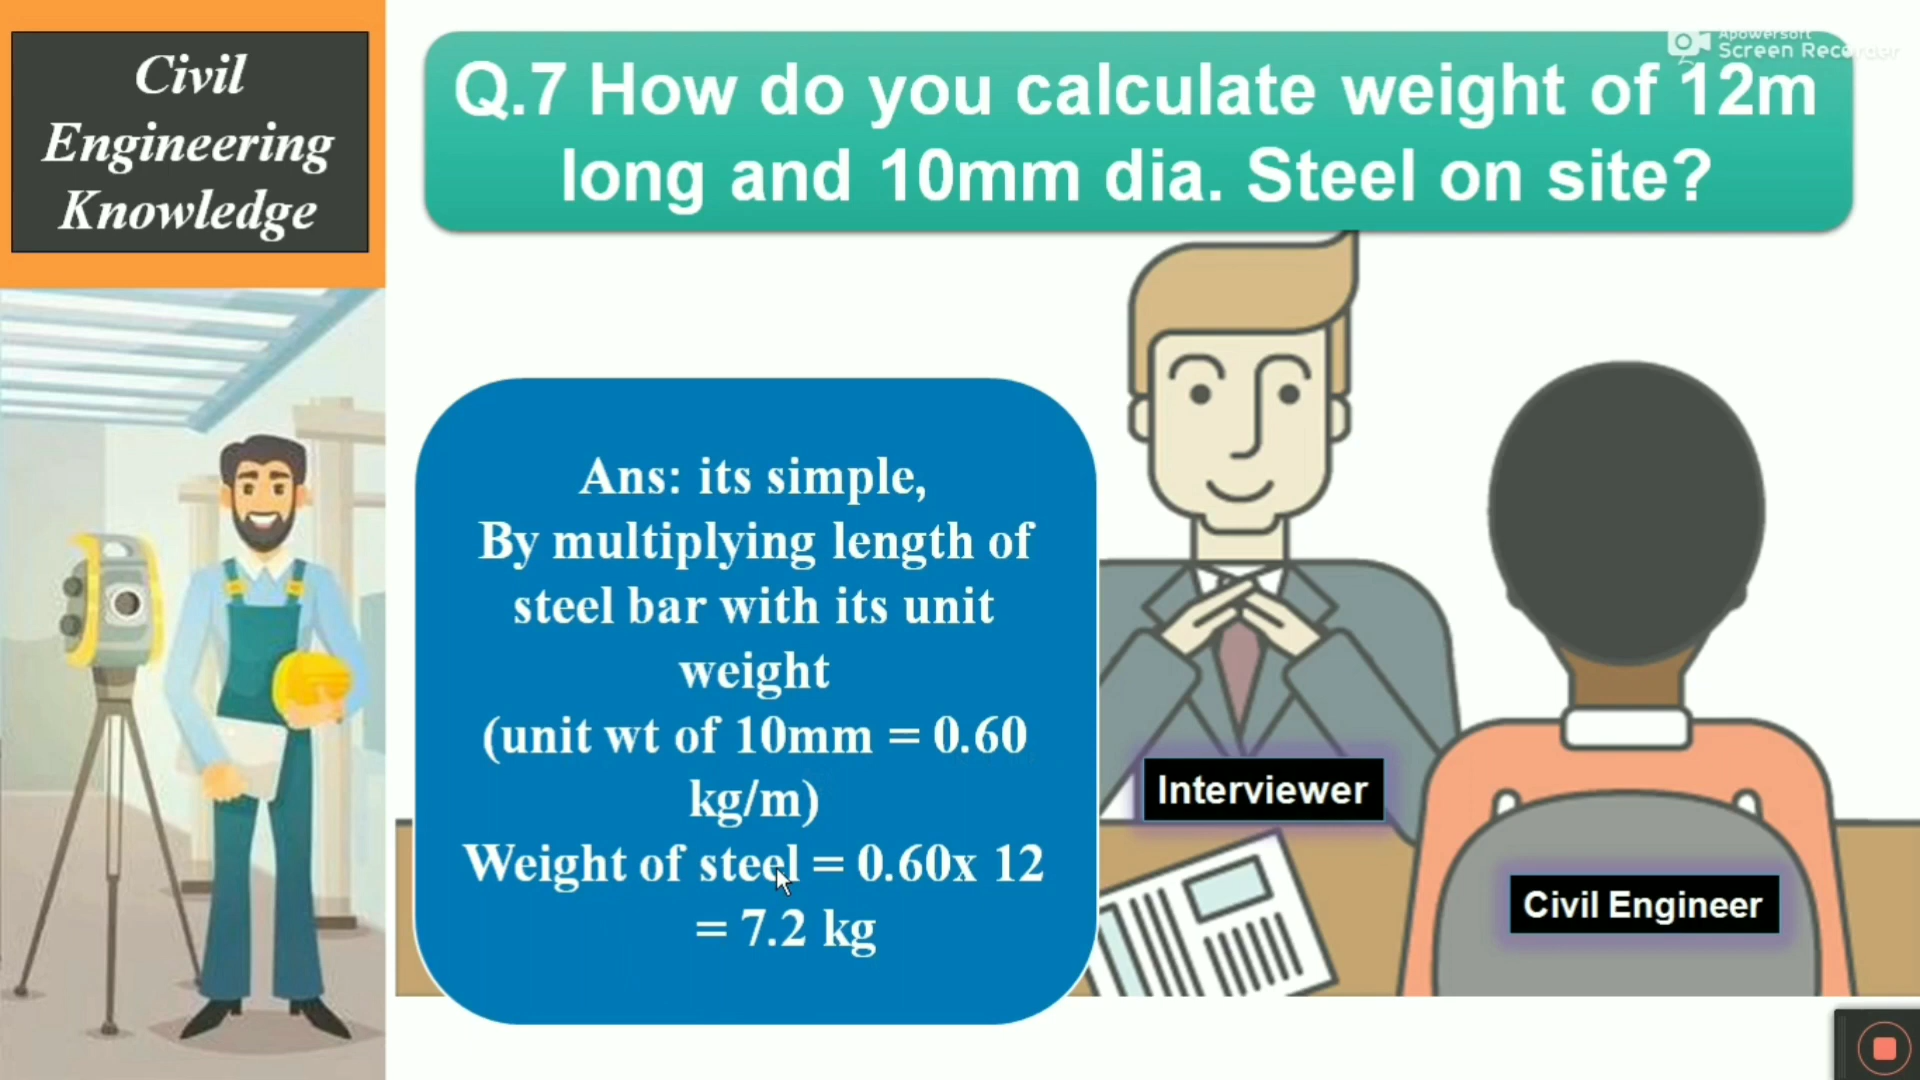 Civil
Engineering
Knowledge
Apowersoft
Screen Recorder
Q.7 How do you calculate weight of 12m
long and 10mm dia. Steel on site?
Ans: its simple,
By multiplying length of
steel bar with its unit
weight
(unit wt of 10mm = 0.60
kg/m)
Weight of steel = 0.60x 12
= 7.2 kg
Interviewer
Civil Engineer